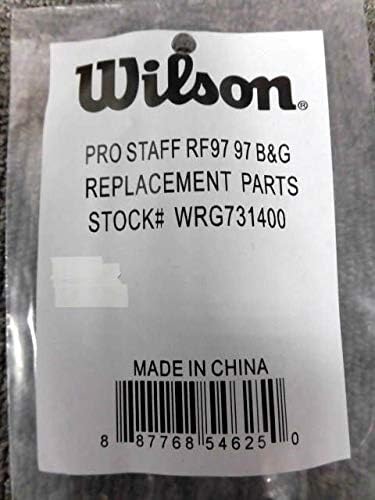 Wilson®
PRO STAFF RF97 97 B&G
REPLACEMENT PARTS
STOCK# WRG731400
MADE IN CHINA
8 87768 54625 0